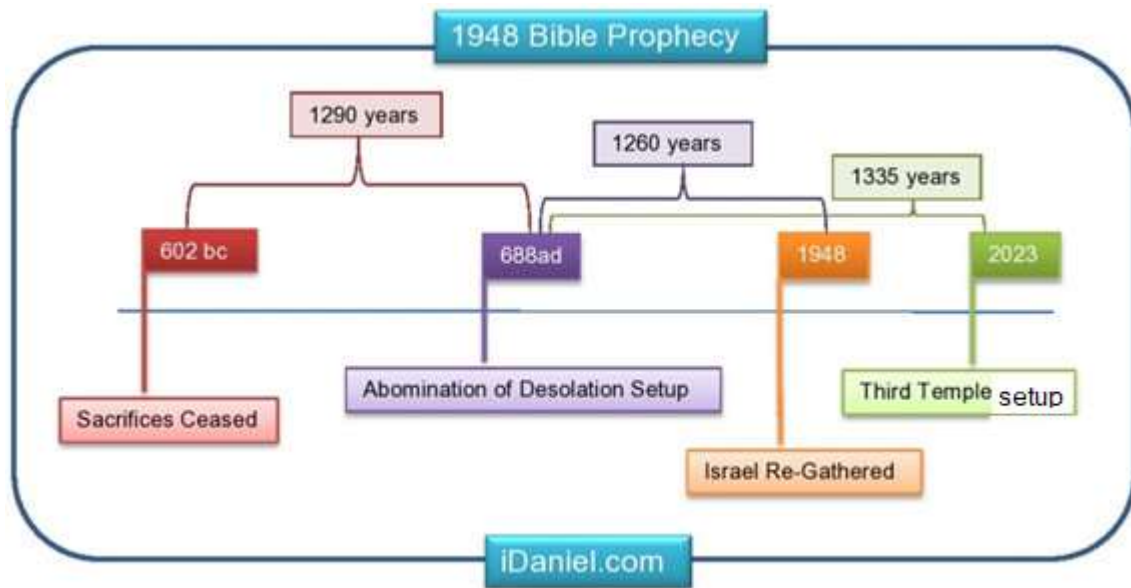 1948 Bible Prophecy
1290 years
1260 years
1335 years
602 bc
688ad
1948
2023
Abomination of Desolation Setup
Third Temple setup
Sacrifices Ceased
Israel Re-Gathered
iDaniel.com